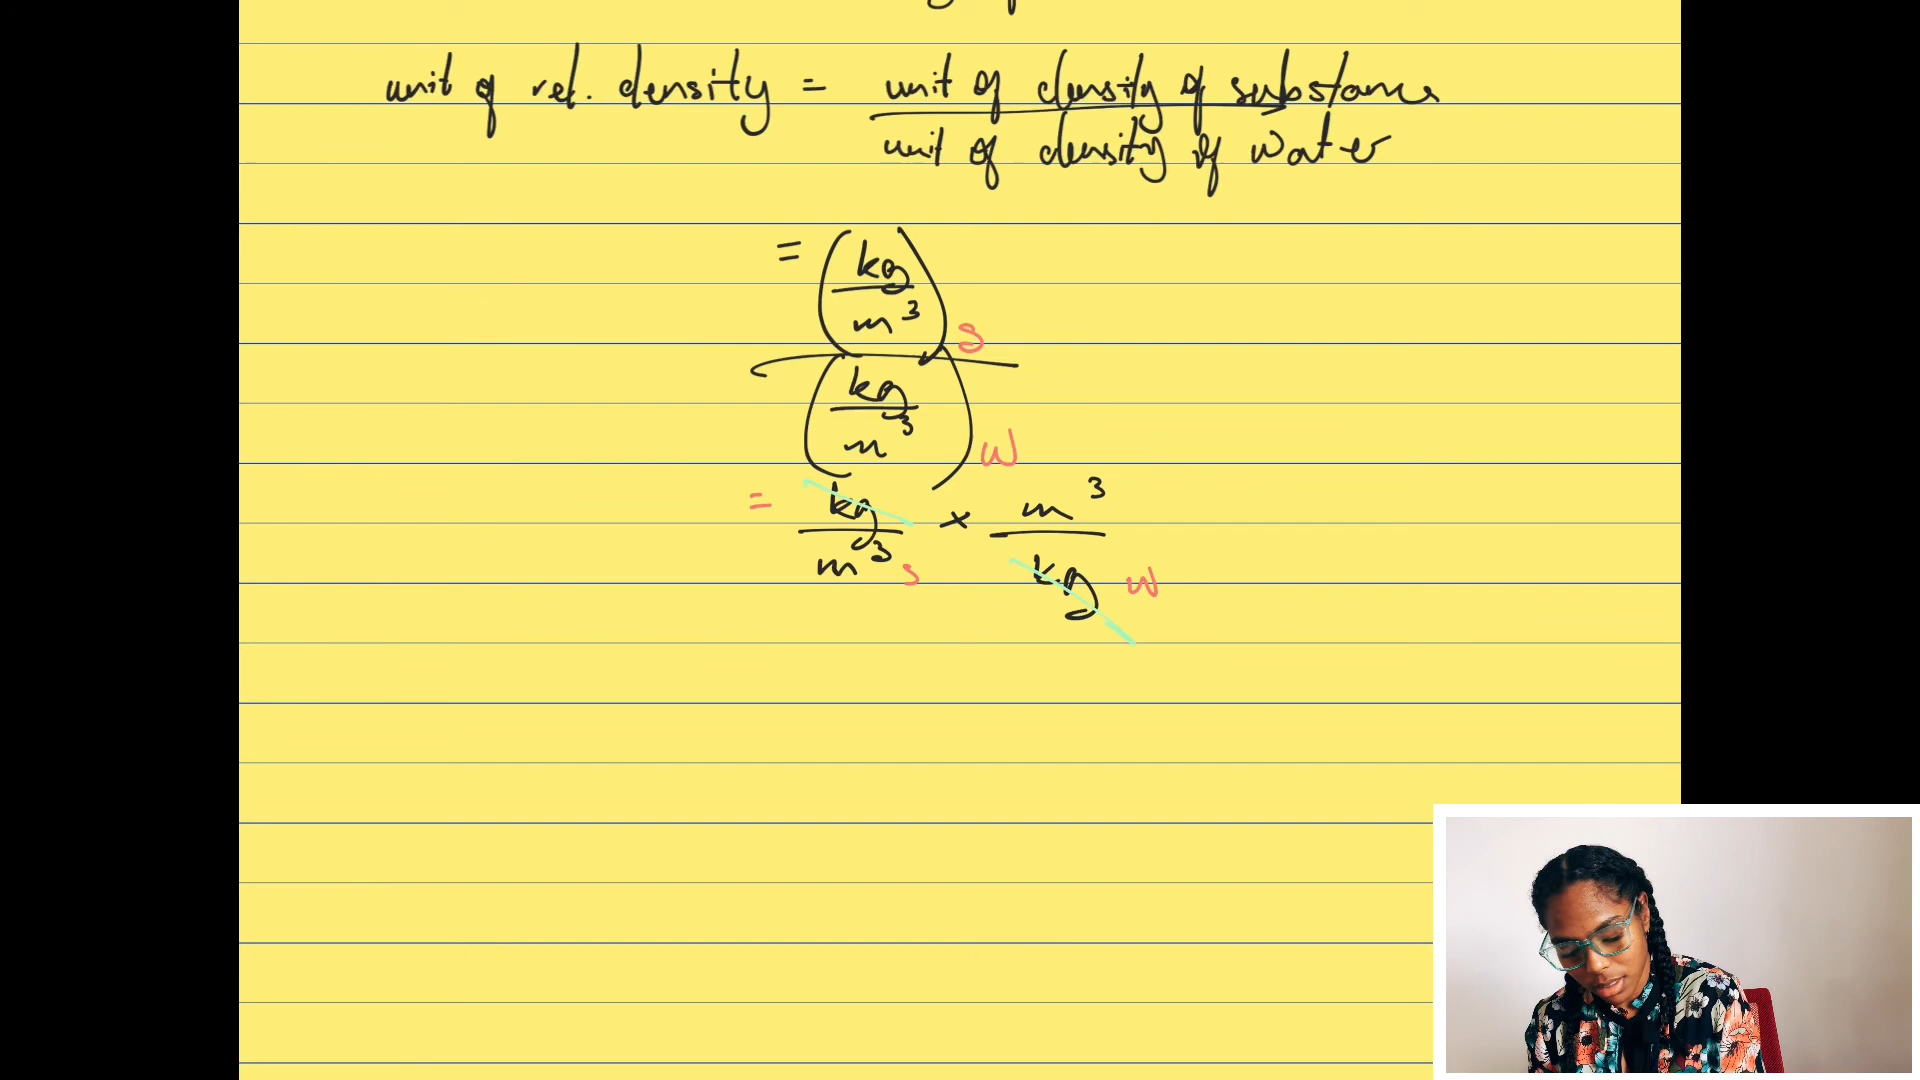 unit of rel. density = unit of density of substance
unit of density of water
= (kg
m³) s
(kg
m³) w
= kg × m³
m³ s kg w